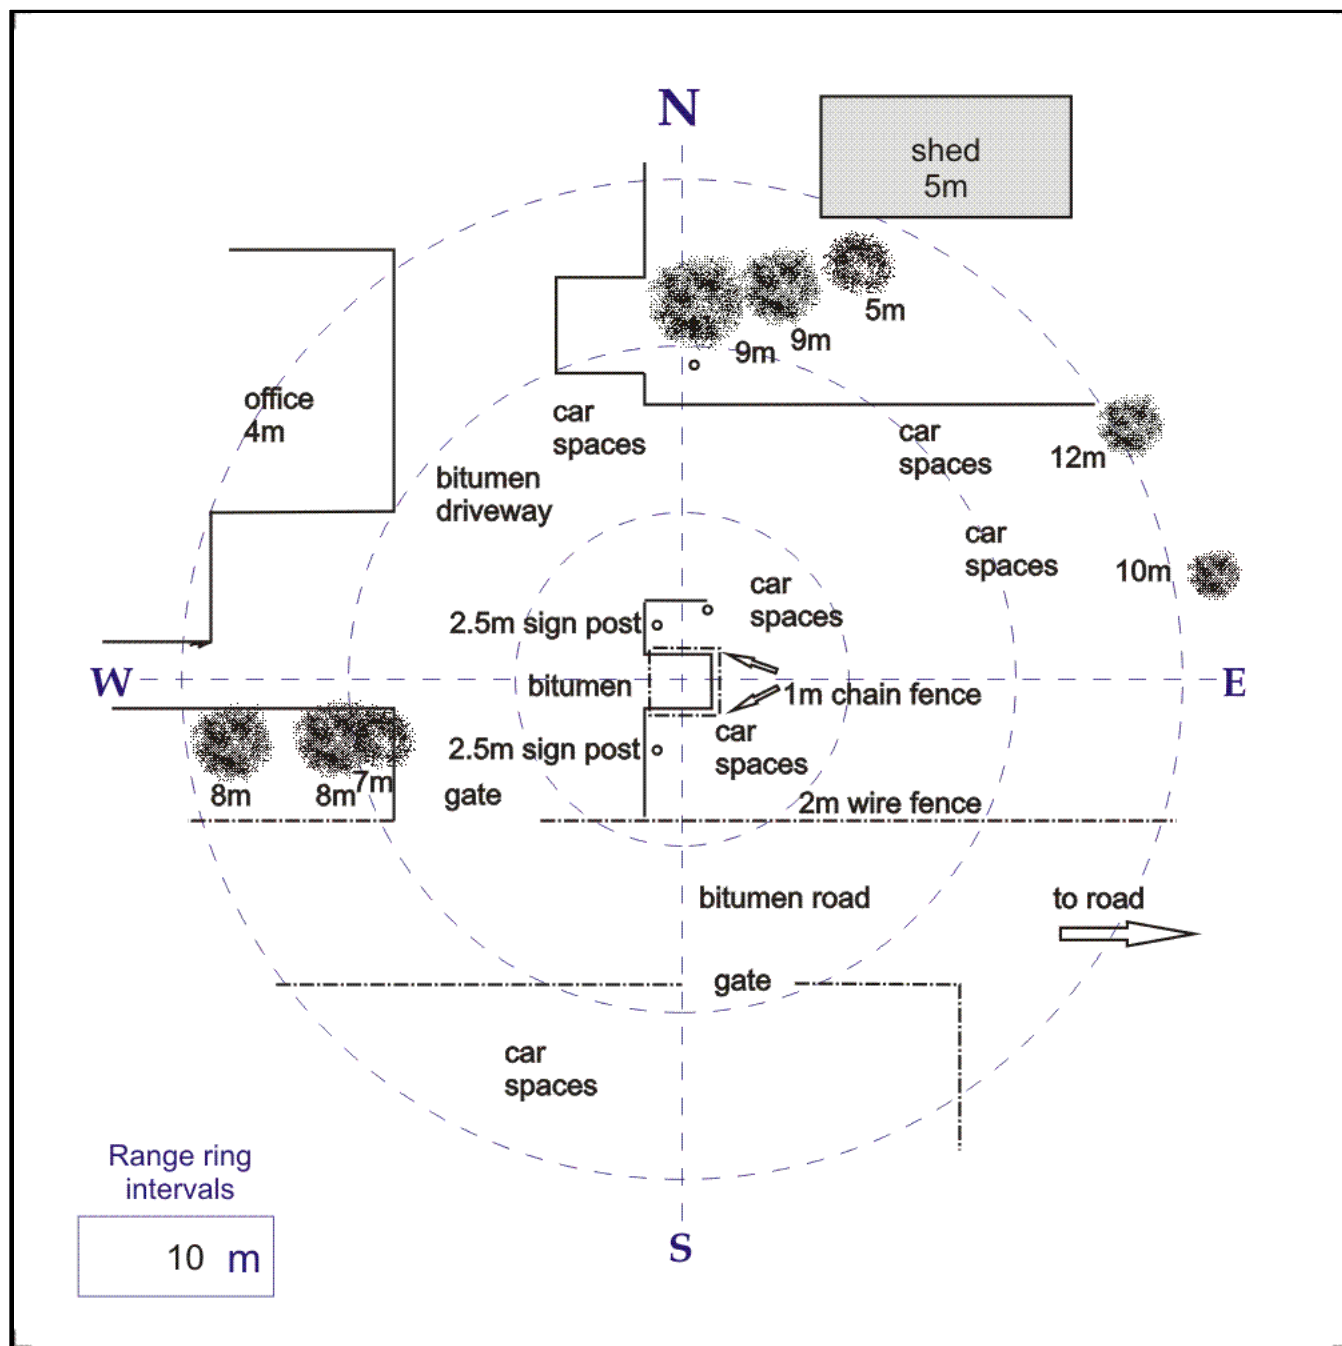 N
shed
5m
5m
9m
9m
office
4m
car
spaces
car
spaces
12m
bitumen
driveway
car
spaces
10m
car
spaces
2.5m sign post
W
bitumen
1m chain fence
E
car
spaces
2.5m sign post
8m
8m
7m
gate
2m wire fence
bitumen road
to road
gate
car
spaces
Range ring
intervals
10 m
S